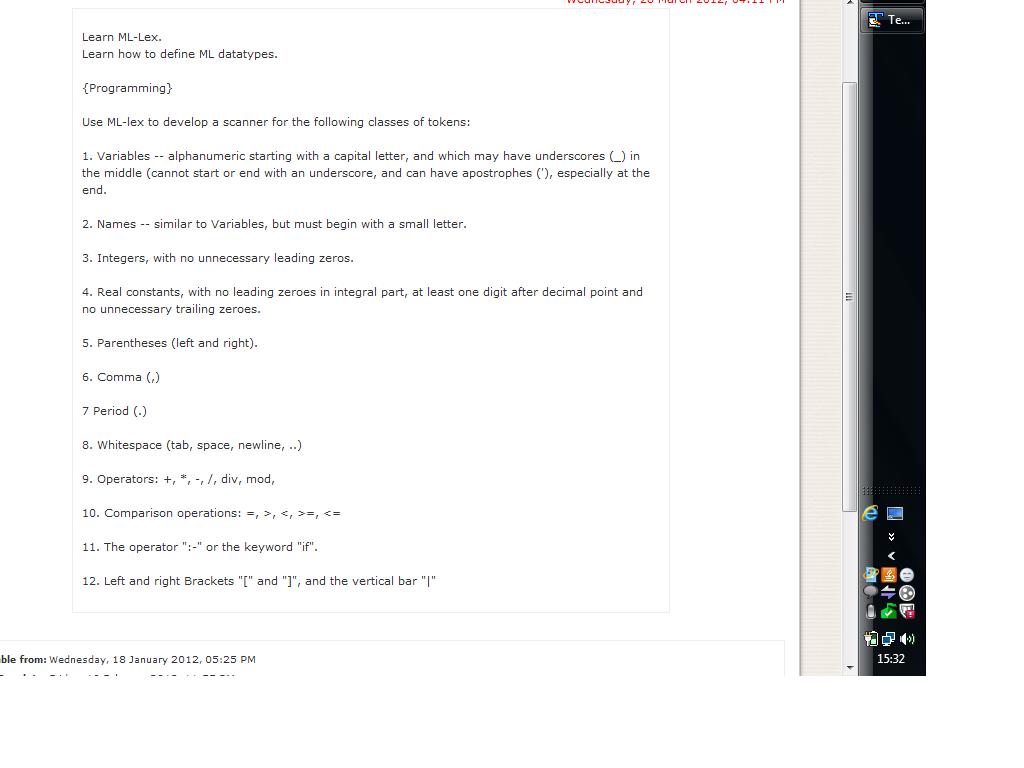 Wednesday, 28 March 2012, 04:11 PM
Te...
Learn ML-Lex.
Learn how to define ML datatypes.
{Programming}
Use ML-lex to develop a scanner for the following classes of tokens:
1. Variables -- alphanumeric starting with a capital letter, and which may have underscores (_) in
the middle (cannot start or end with an underscore, and can have apostrophes ('), especially at the
end.
2. Names -- similar to Variables, but must begin with a small letter.
3. Integers, with no unnecessary leading zeros.
4. Real constants, with no leading zeroes in integral part, at least one digit after decimal point and
no unnecessary trailing zeroes.
5. Parentheses (left and right).
6. Comma (,)
7 Period (.)
8. Whitespace (tab, space, newline, ..)
9. Operators: +, *, -, /, div, mod,
10. Comparison operations: =, >, <, >=, <=
11. The operator ":-" or the keyword "if".
12. Left and right Brackets "[" and "]", and the vertical bar "|"
ble from: Wednesday, 18 January 2012, 05:25 PM
15:32